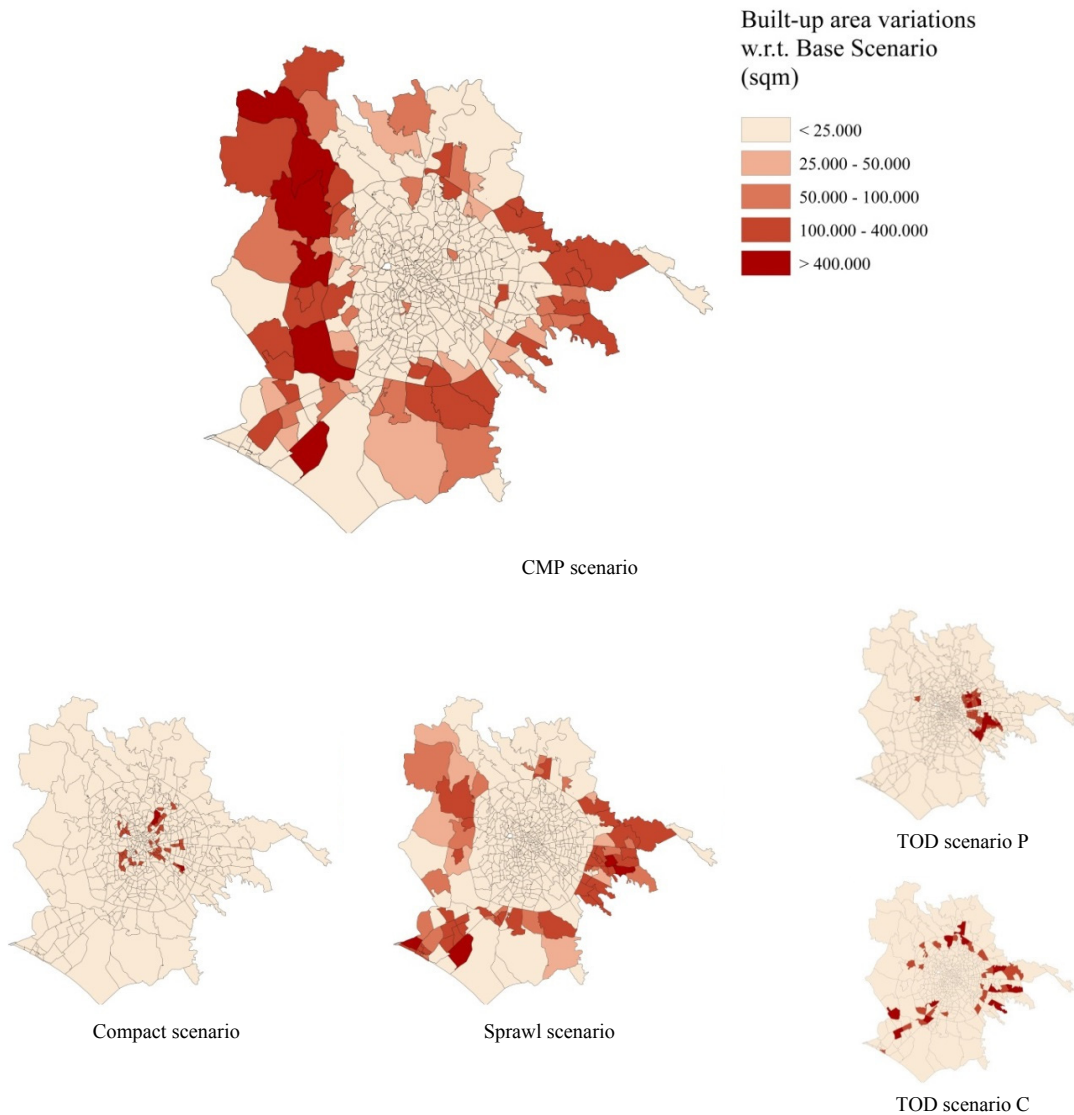 Built-up area variations
w.r.t. Base Scenario
(sqm)
< 25.000
25.000 - 50.000
50.000 - 100.000
100.000 - 400.000
> 400.000
CMP scenario
Compact scenario
Sprawl scenario
TOD scenario P
TOD scenario C